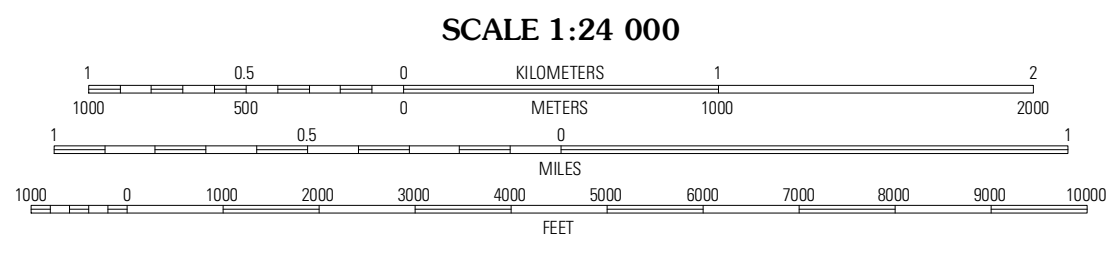 SCALE 1:24 000
1 0.5 0 KILOMETERS 1 2
1000 500 0 METERS 1000 2000
1 0.5 0 1
MILES
1000 0 1000 2000 3000 4000 5000 6000 7000 8000 9000 10000
FEET